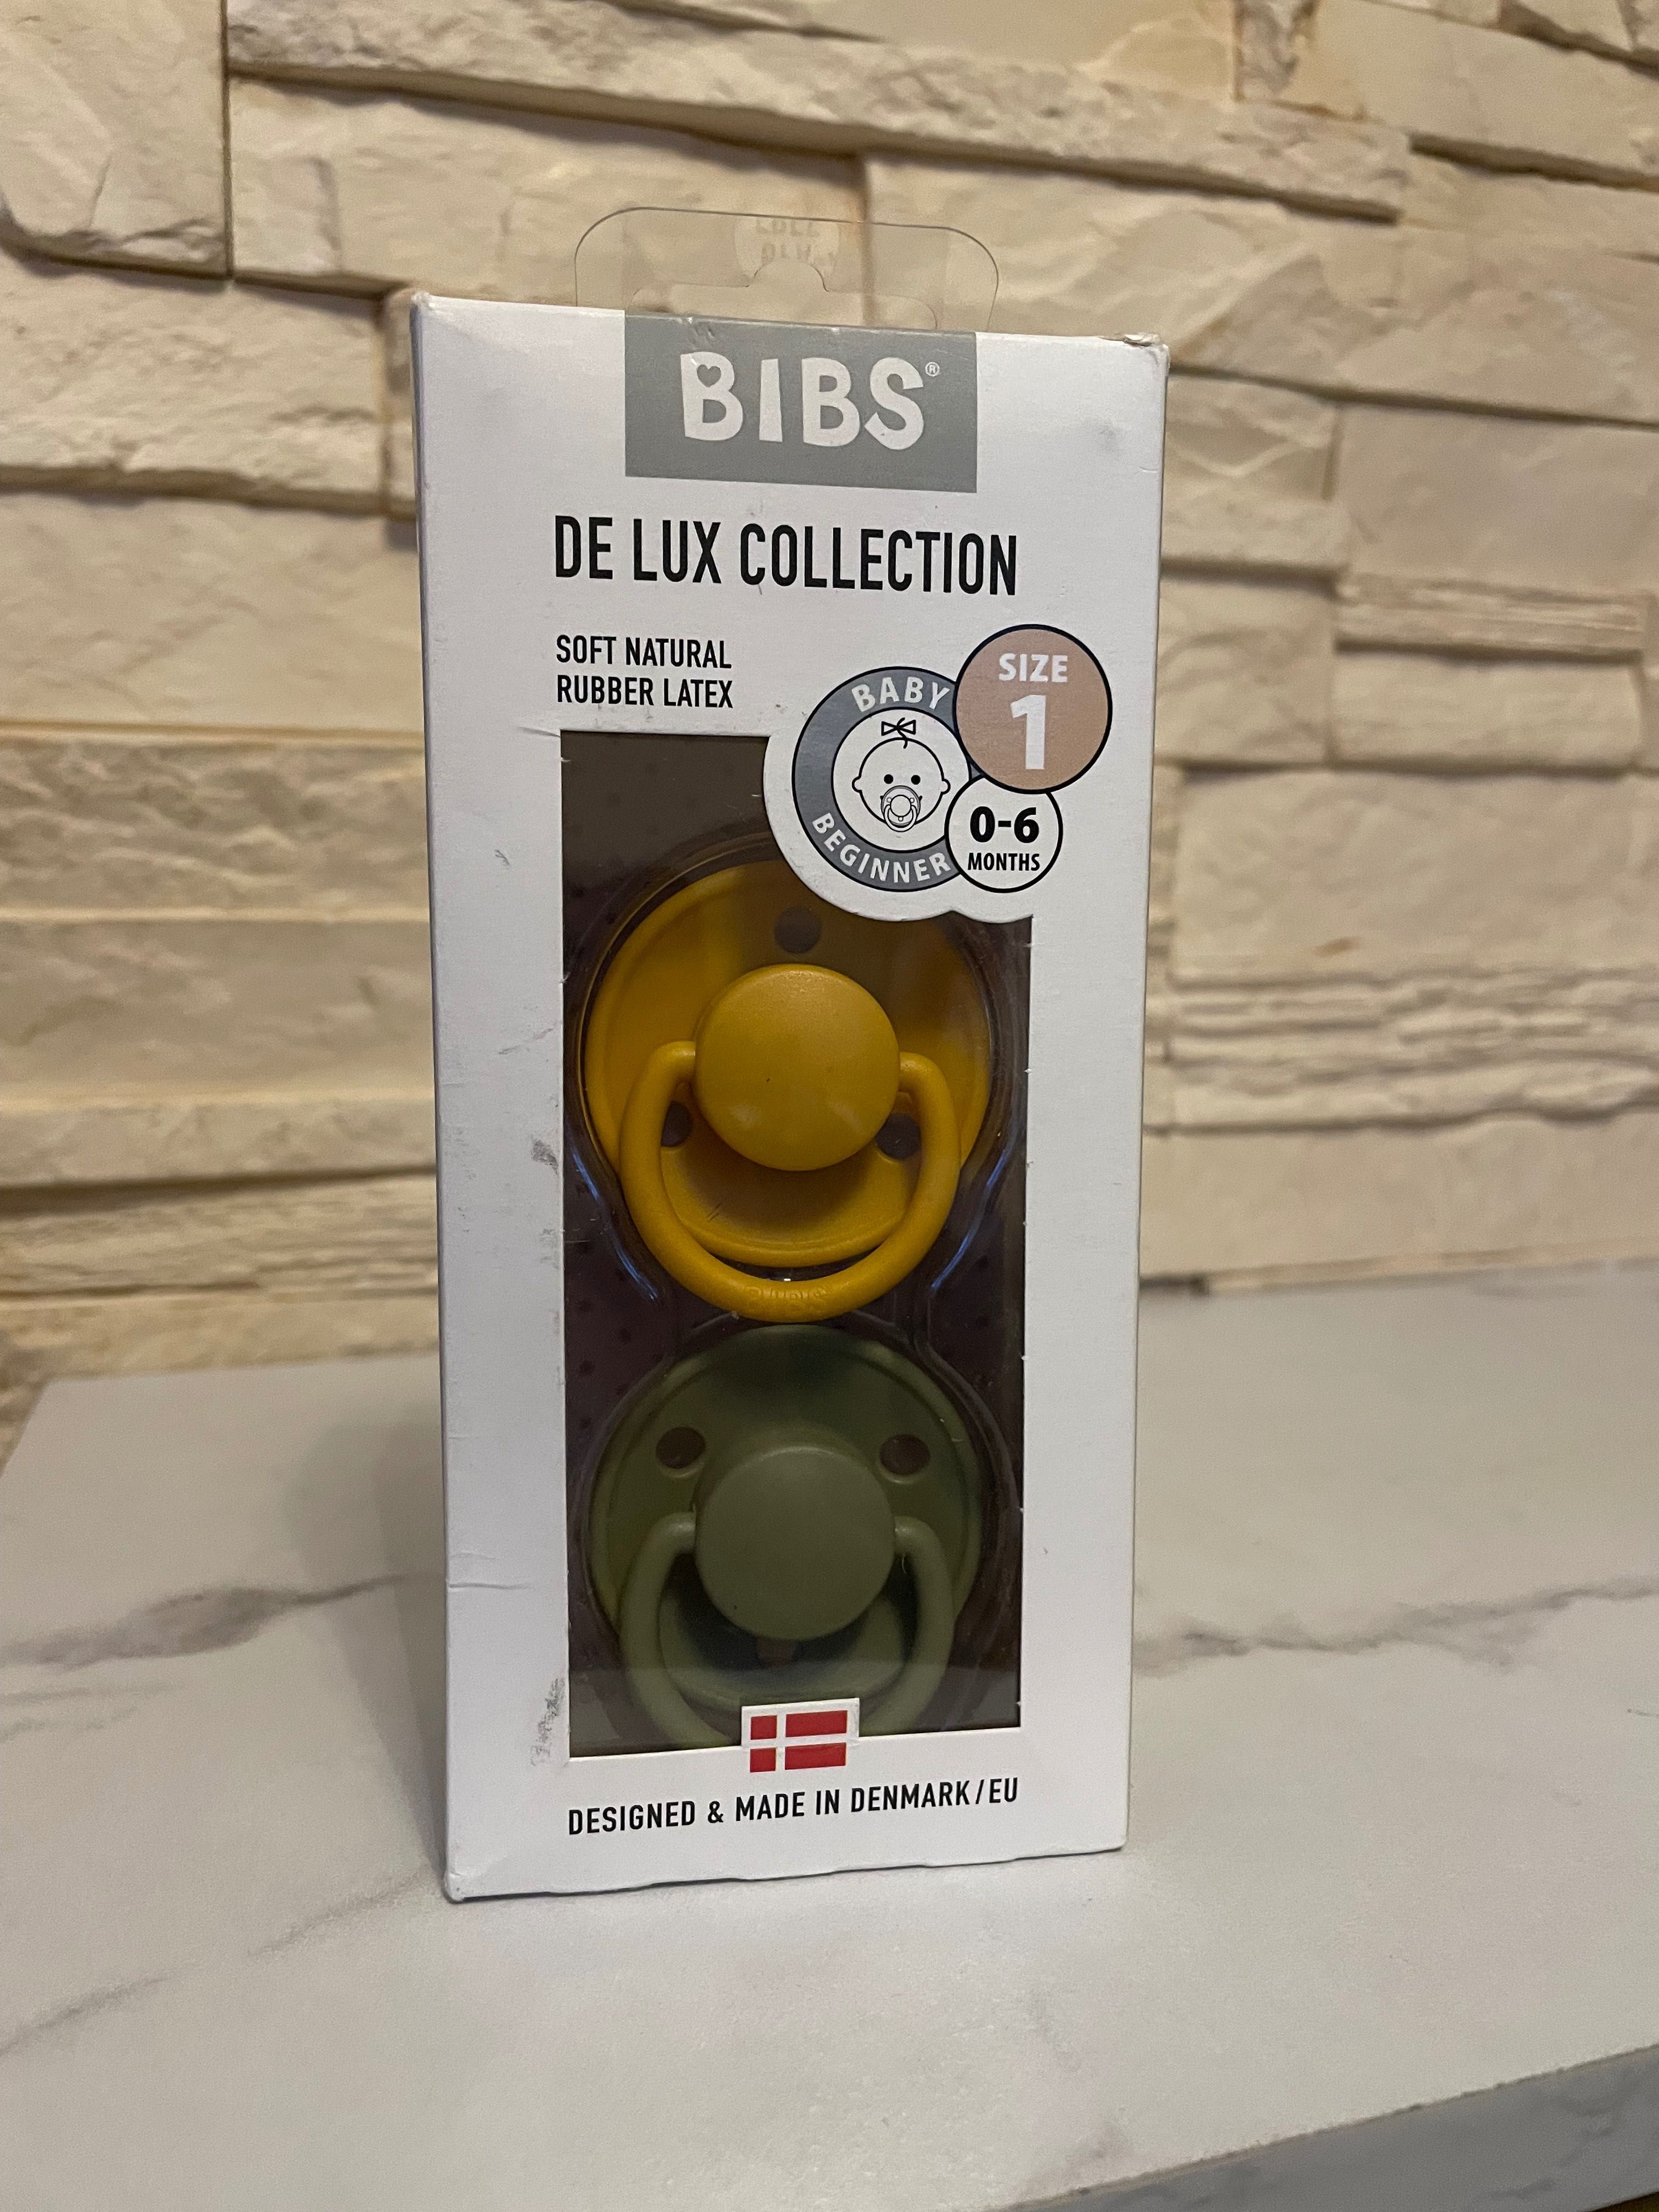 BIBS®
DE LUX COLLECTION
SOFT NATURAL
RUBBER LATEX
SIZE
1
BABY
BEGINNER
0-6
MONTHS
DESIGNED & MADE IN DENMARK/EU